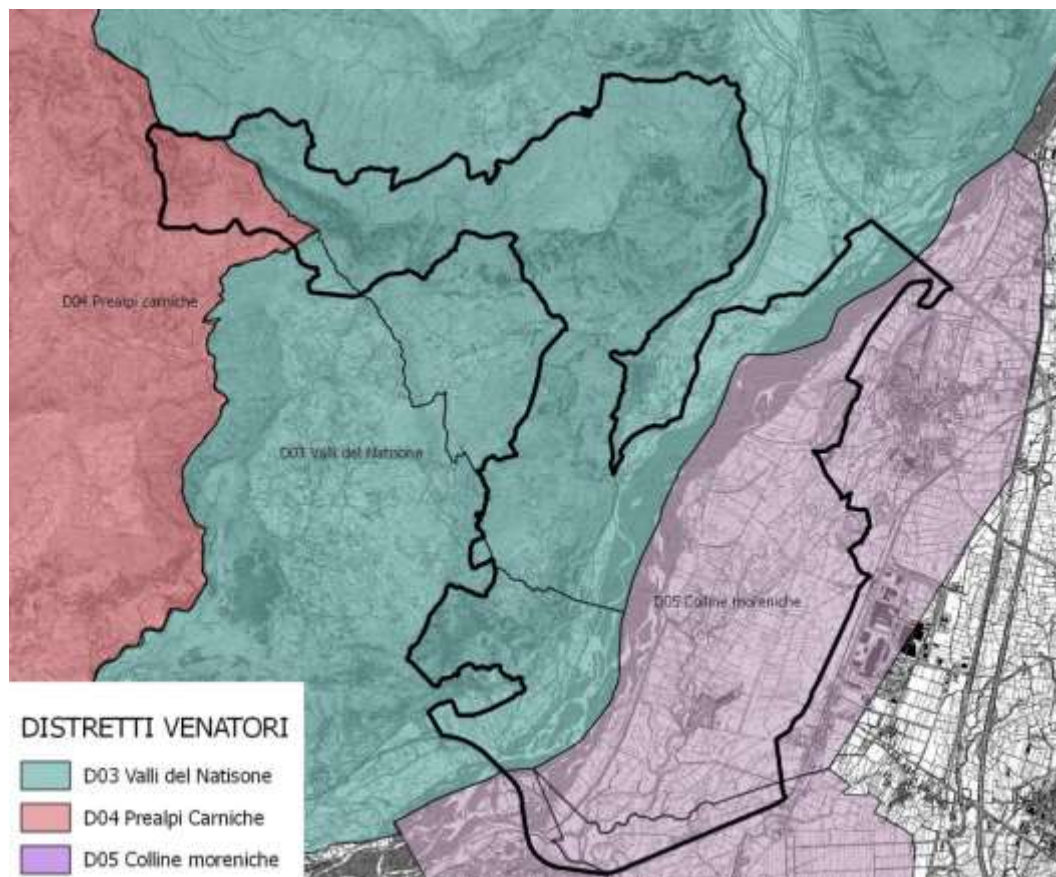 D04 Prealpi carniche
D03 Valli del Natisone
D05 Colline moreniche
DISTRETTI VENATORI
D03 Valli del Natisone
D04 Prealpi Carniche
D05 Colline moreniche